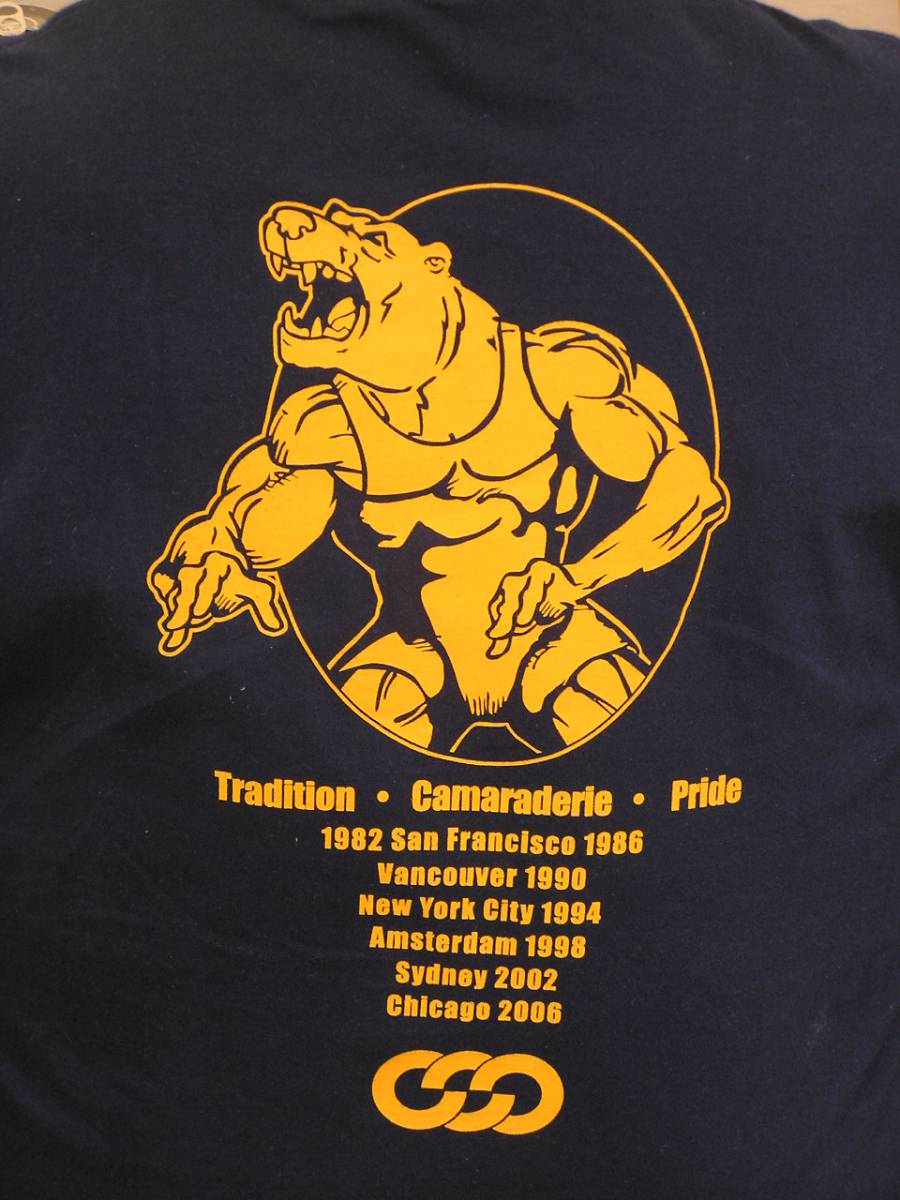 Tradition • Camaraderie • Pride
1982 San Francisco 1986
Vancouver 1990
New York City 1994
Amsterdam 1998
Sydney 2002
Chicago 2006